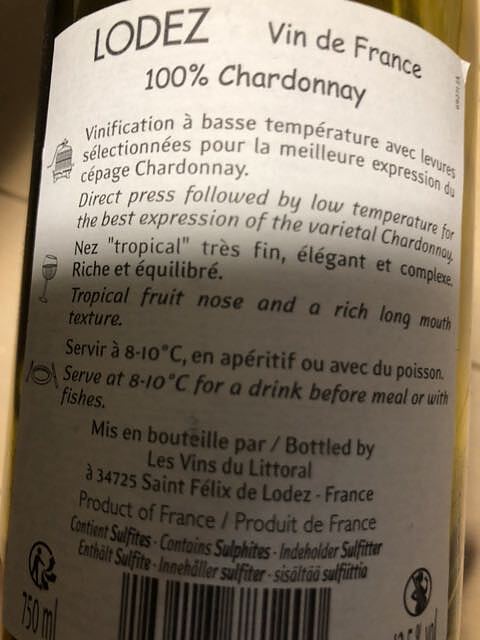 LODEZ
Vin de France
100% Chardonnay
Vinification à basse température avec levures
sélectionnées pour la meilleure expression du
cépage Chardonnay.
Direct press followed by low temperature for
the best expression of the varietal Chardonnay.
Nez "tropical" très fin, élégant et complexe.
Riche et équilibré.
Tropical fruit nose and a rich long mouth
texture.
Servir à 8-10°C, en apéritif ou avec du poisson.
Serve at 8-10°C for a drink before meal or with
fishes.
Mis en bouteille par / Bottled by
Les Vins du Littoral
à 34725 Saint Félix de Lodez - France
Product of France / Produit de France
Contient Sulfites - Contains Sulphites - Indeholder Sulfitter
Enthält Sulfite - Innehåller sulfiter - sisältää sulfiittia
750 ml